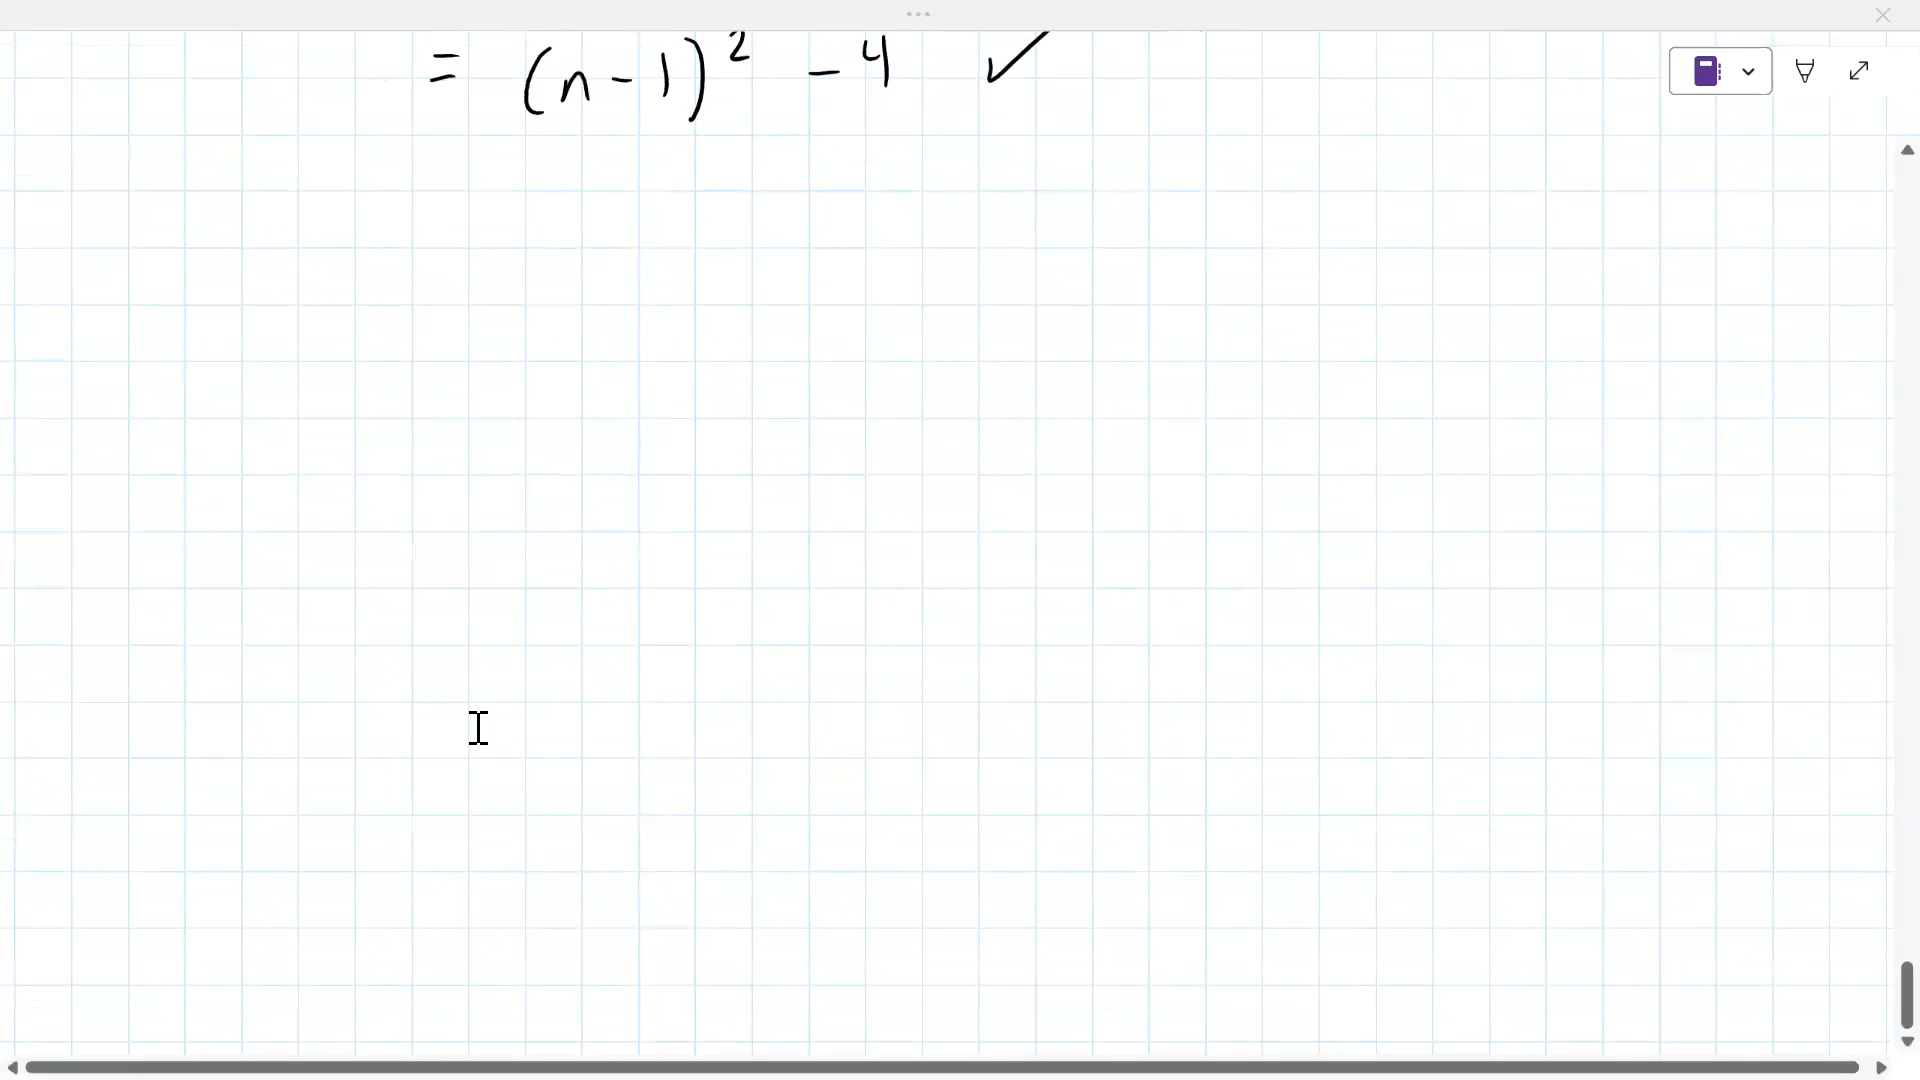 = (n - 1)² - 4 ✓